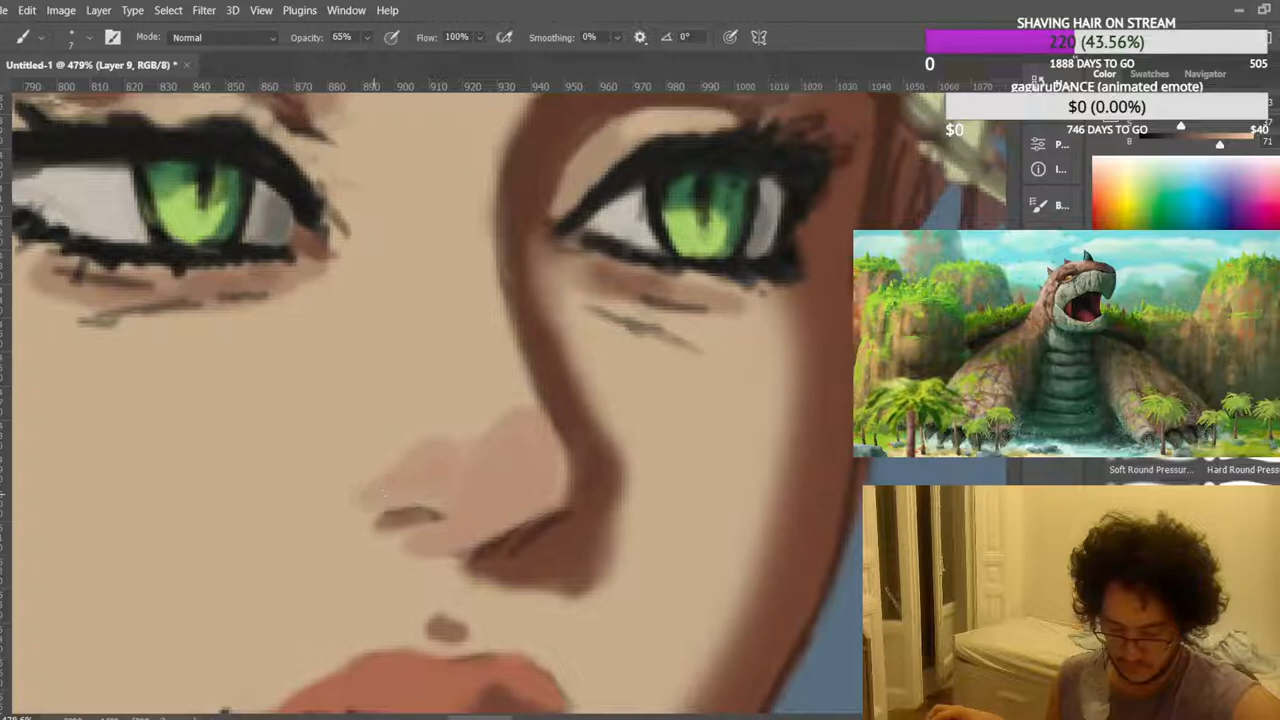 Edit Image Layer Type Select Filter 3D View Plugins Window Help
SHAVING HAIR ON STREAM
7 Mode: Normal Opacity: 65% Flow: 100% Smoothing: 0% 0°
220 (43.56%)
0 1888 DAYS TO GO 505
Untitled-1 @ 479% (Layer 9, RGB/8) *
Color Swatches Navigator
gaguruDANCE (animated emote)
790 800 810 820 830 840 850 860 870 880 890 900 910 920 930 940 950 960 970 980 990 1000 1010 1020 1030 1040 1050
$0 (0.00%)
$0 746 DAYS TO GO $40
P...
I...
B...
Soft Round Pressur... Hard Round Pressur...